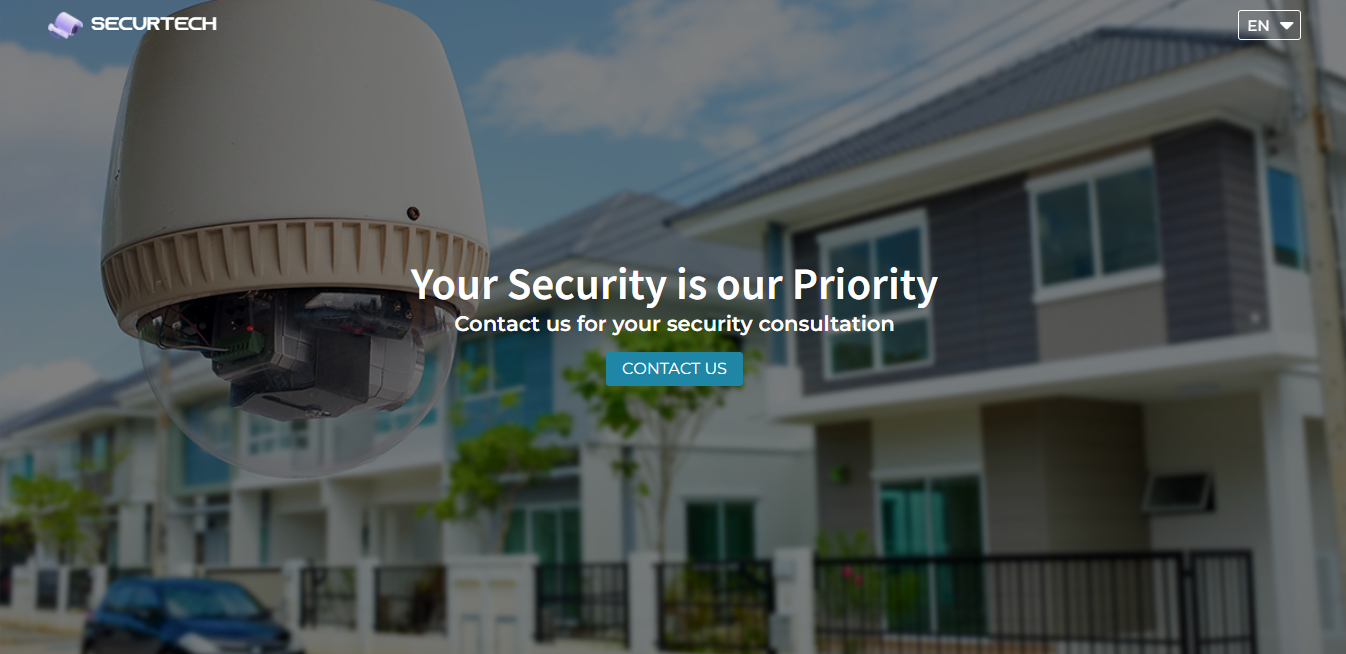 SECURTECH
EN
Your Security is our Priority
Contact us for your security consultation
CONTACT US